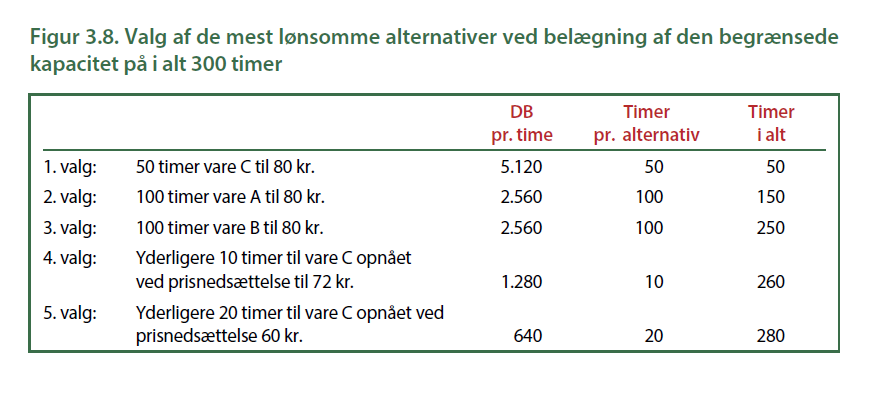 Figur 3.8. Valg af de mest lønsomme alternativer ved belægning af den begrænsede
kapacitet på i alt 300 timer
DB Timer Timer
pr. time pr. alternativ i alt
1. valg: 50 timer vare C til 80 kr. 5.120 50 50
2. valg: 100 timer vare A til 80 kr. 2.560 100 150
3. valg: 100 timer vare B til 80 kr. 2.560 100 250
4. valg: Yderligere 10 timer til vare C opnået
ved prisnedsættelse til 72 kr. 1.280 10 260
5. valg: Yderligere 20 timer til vare C opnået ved
prisnedsættelse 60 kr. 640 20 280